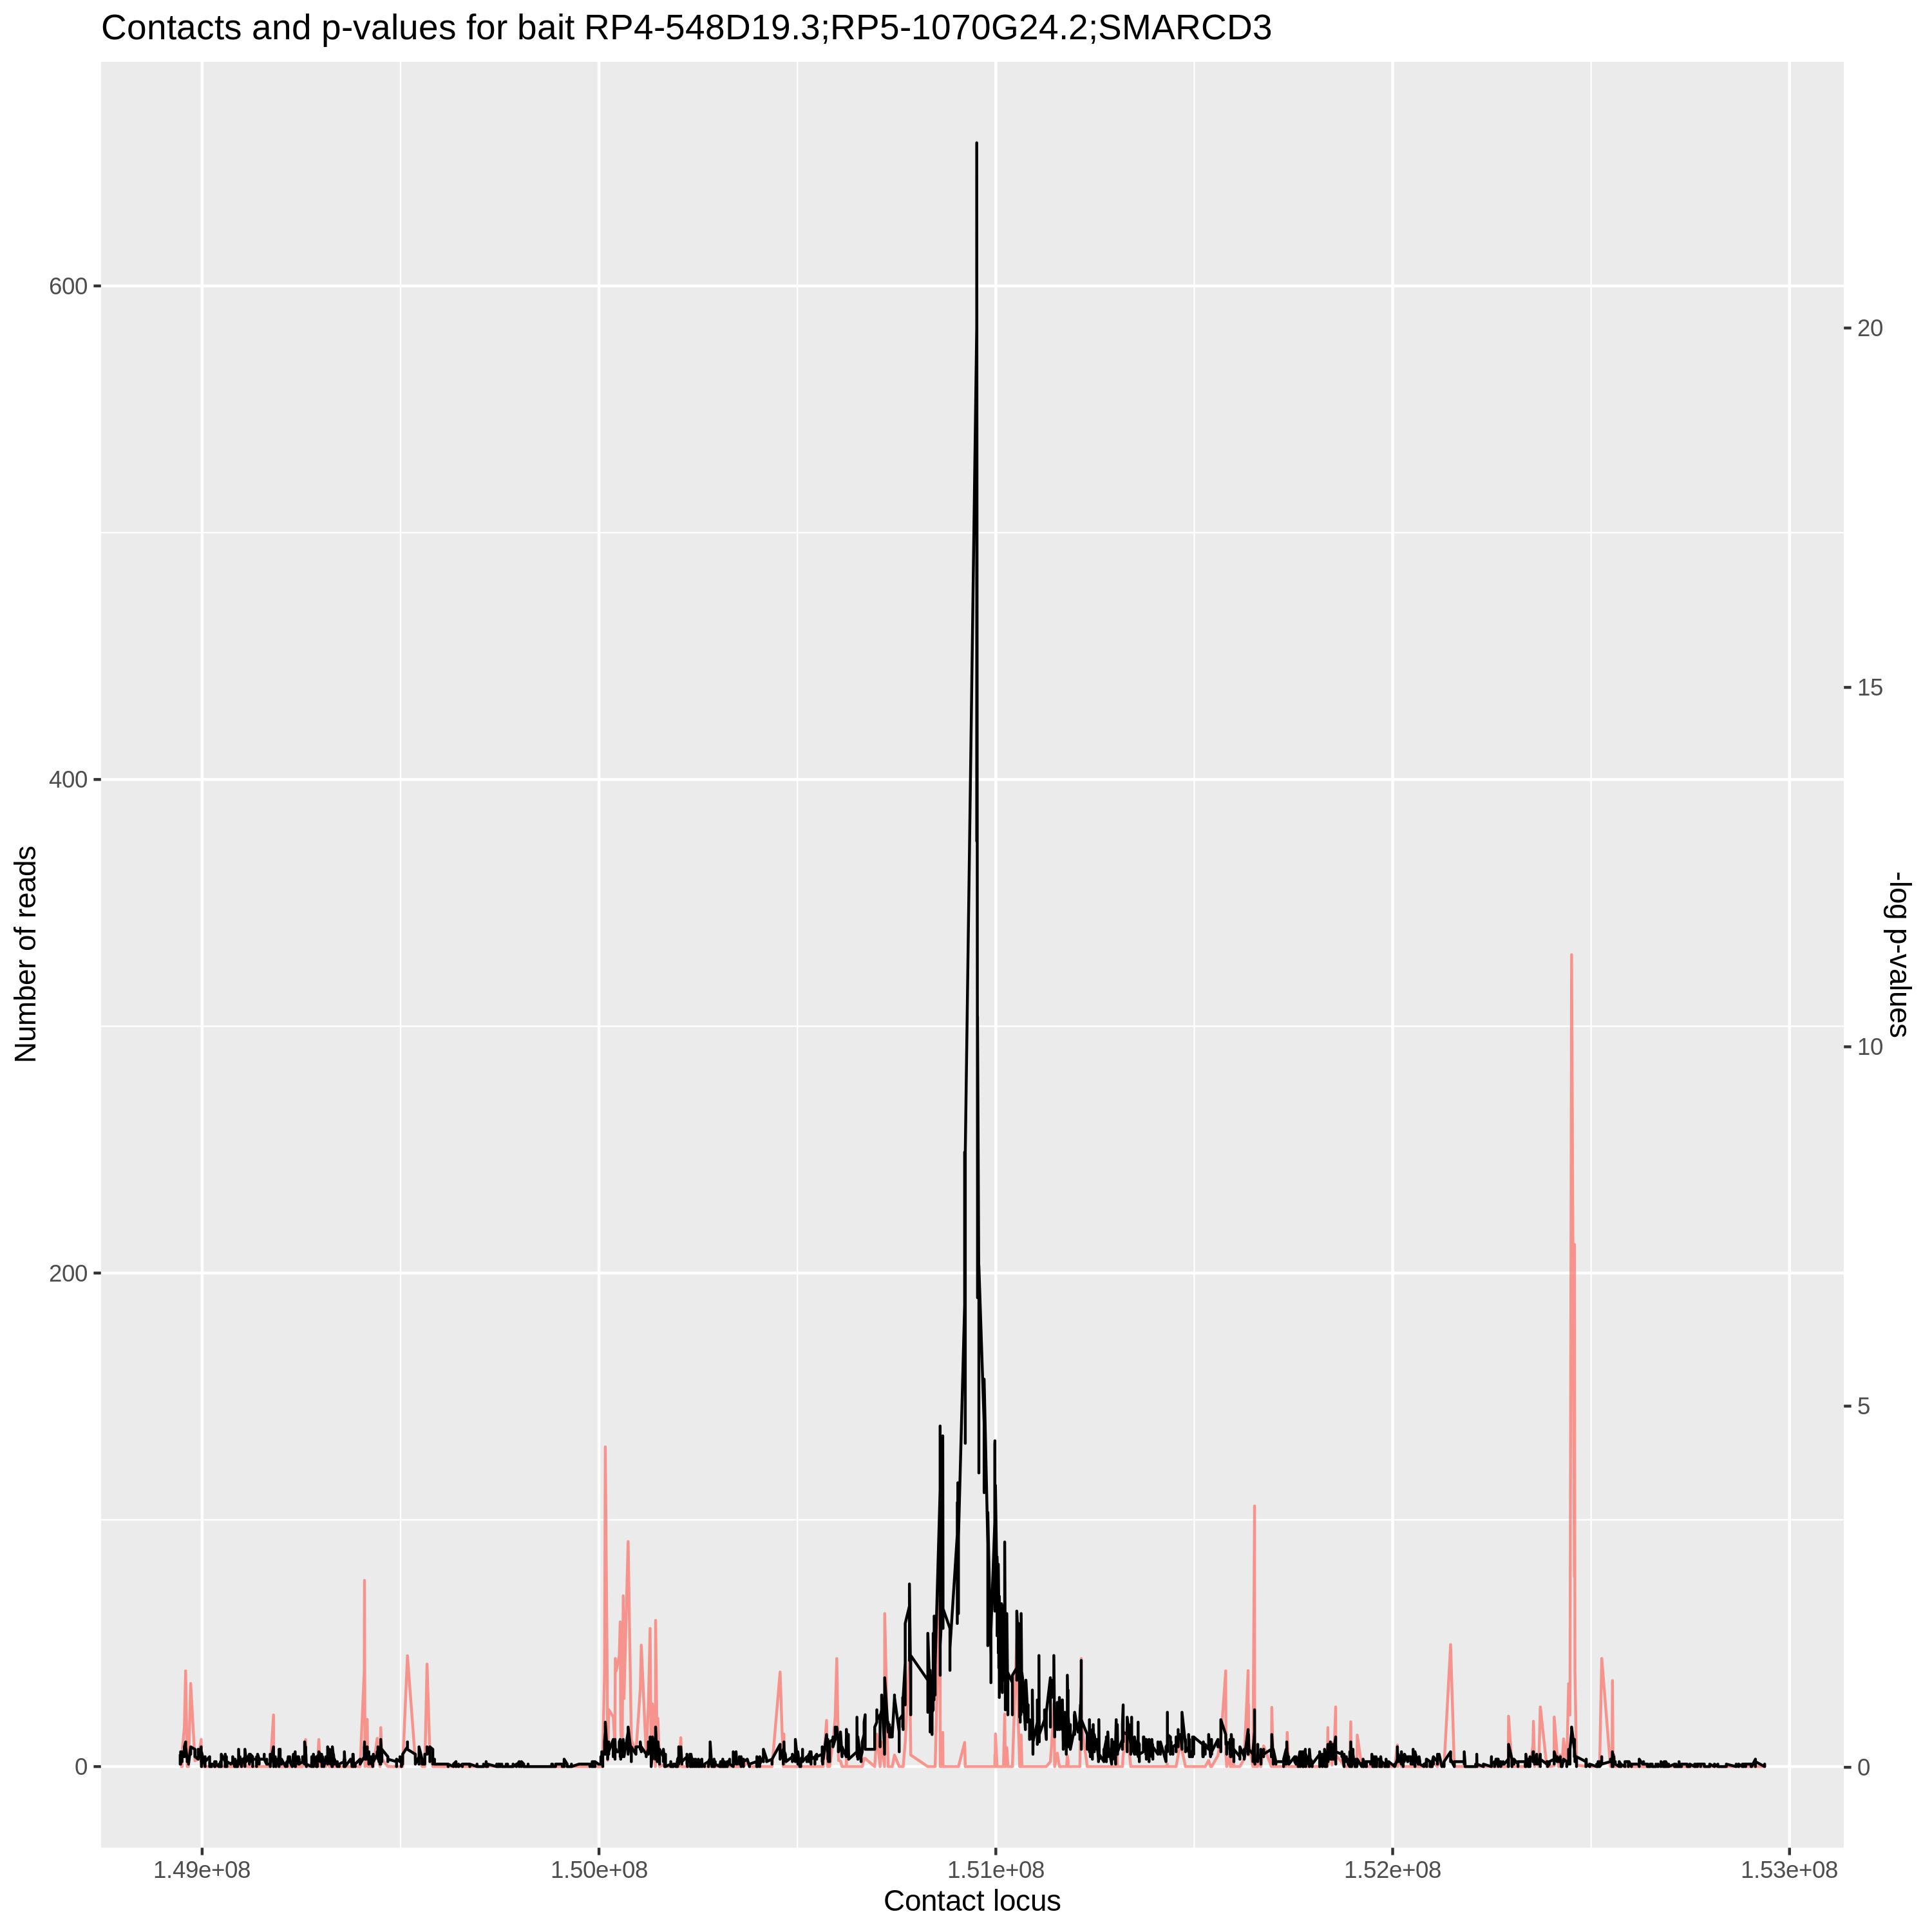 Contacts and p-values for bait RP4-548D19.3;RP5-1070G24.2;SMARCD3
600
400
200
0
Number of reads
20
15
10
5
0
-log p-values
1.49e+08
1.50e+08
1.51e+08
1.52e+08
1.53e+08
Contact locus